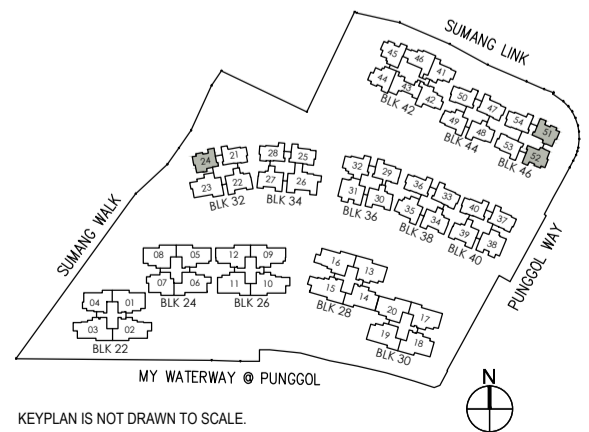 SUMANG LINK
45 46 41
44 43 42
BLK 42
50 47 54 51
49 48 53 52
BLK 44
BLK 46
24 21 28 25
23 22 27 26
BLK 32
BLK 34
32 29 36 33 40 37
31 30 35 34 39 38
BLK 36
BLK 38
BLK 40
SUMANG WALK
PUNGGOL WAY
08 05 12 09
07 06 11 10
BLK 24
BLK 26
16 13
15 14
BLK 28
20 17
19 18
BLK 30
04 01
03 02
BLK 22
MY WATERWAY @ PUNGGOL
N
KEYPLAN IS NOT DRAWN TO SCALE.